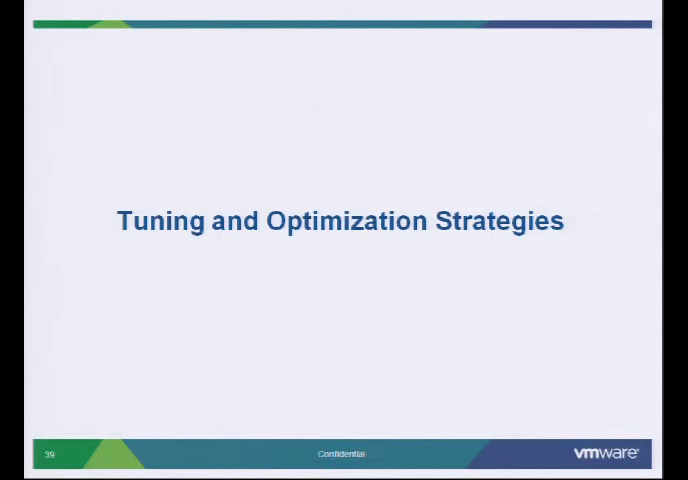 Tuning and Optimization Strategies
39
Confidential
vmware